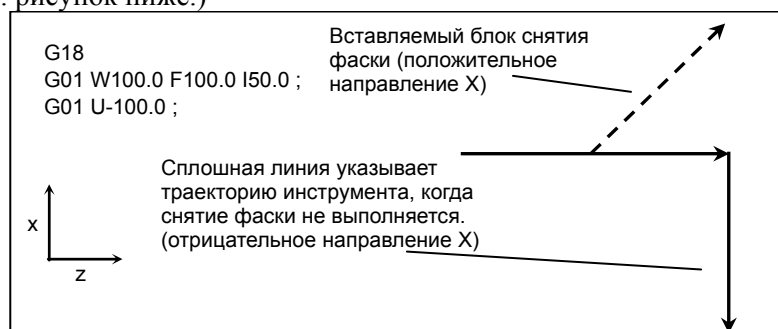 рисунок ниже.)
G18
G01 W100.0 F100.0 I50.0 ;
G01 U-100.0 ;
Вставляемый блок снятия
фаски (положительное
направление X)
Сплошная линия указывает
траекторию инструмента, когда
снятие фаски не выполняется.
(отрицательное направление X)
x
z